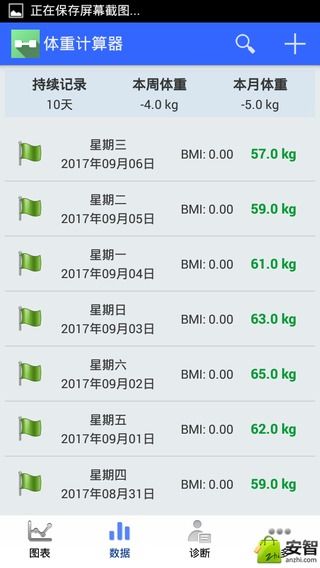 正在保存屏幕截图...
体重计算器
持续记录 本周体重 本月体重
10天 -4.0 kg -5.0 kg
星期三
2017年09月06日 BMI: 0.00 57.0 kg
星期二
2017年09月05日 BMI: 0.00 59.0 kg
星期一
2017年09月04日 BMI: 0.00 61.0 kg
星期日
2017年09月03日 BMI: 0.00 63.0 kg
星期六
2017年09月02日 BMI: 0.00 65.0 kg
星期五
2017年09月01日 BMI: 0.00 62.0 kg
星期四
2017年08月31日 BMI: 0.00 59.0 kg
图表 数据 诊断 多
安智
anzhi.com